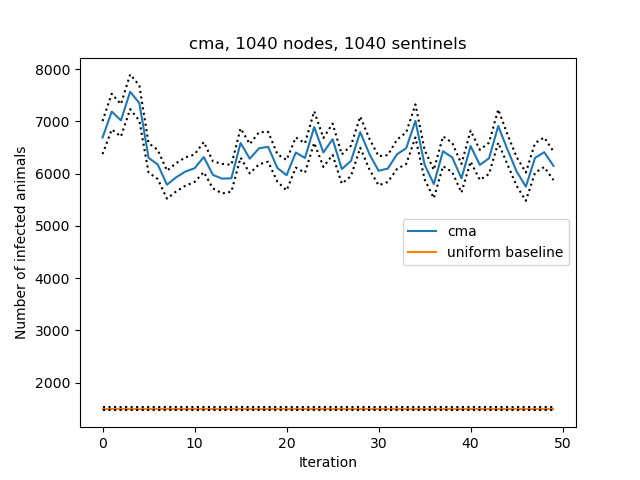 cma, 1040 nodes, 1040 sentinels
Number of infected animals
8000
7000
6000
5000
4000
3000
2000
cma
uniform baseline
0
10
20
30
40
50
Iteration